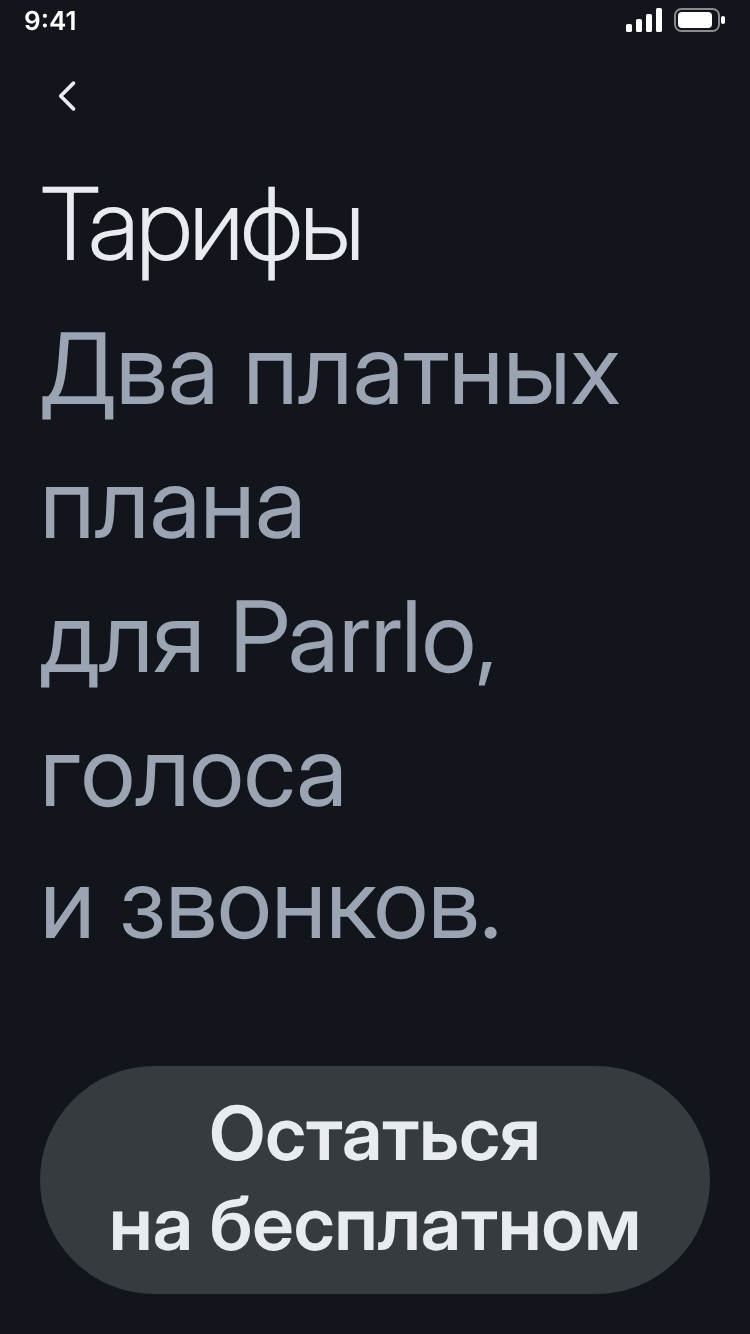 9:41
Тарифы
Два платных
плана
для Parrlo,
голоса
и звонков.
Остаться
на бесплатном